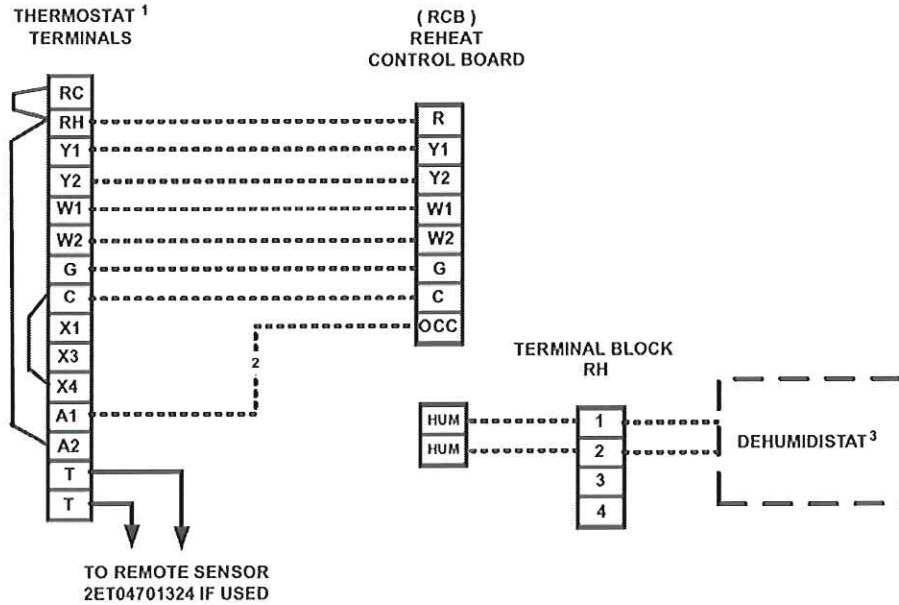 THERMOSTAT 1
TERMINALS
RC
RH
Y1
Y2
W1
W2
G
C
X1
X3
X4
A1
A2
T
T
TO REMOTE SENSOR
2ET04701324 IF USED
( RCB )
REHEAT
CONTROL BOARD
R
Y1
Y2
W1
W2
G
C
OCC
2
HUM
HUM
TERMINAL BLOCK
RH
1
2
3
4
DEHUMIDISTAT 3